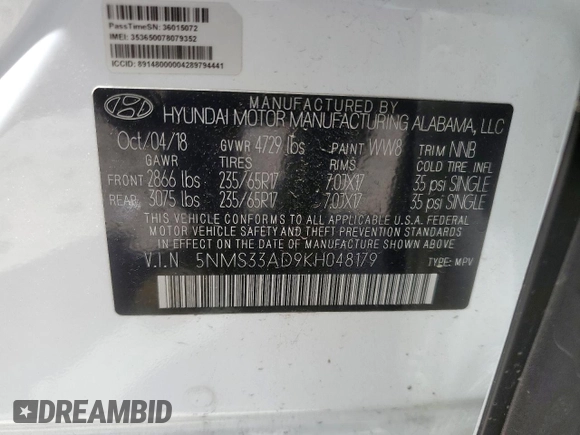 PassTimeSN: 36015072
IMEI: 353650078079352
ICCID: 89148000004289794441
MANUFACTURED BY
HYUNDAI MOTOR MANUFACTURING ALABAMA, LLC
Oct/04/18 GVWR 4729 lbs PAINT WW8 TRIM NNB
GAWR TIRES RIMS COLD TIRE INFL
FRONT 2866 lbs 235/65R17 7.0JX17 35 psi SINGLE
REAR 3075 lbs 235/65R17 7.0JX17 35 psi SINGLE
THIS VEHICLE CONFORMS TO ALL APPLICABLE U.S.A. FEDERAL
MOTOR VEHICLE SAFETY AND THEFT PREVENTION STANDARDS
IN EFFECT ON THE DATE OF MANUFACTURE SHOWN ABOVE.
V.I.N 5NMS33AD9KH048179 TYPE: MPV
DREAMBID